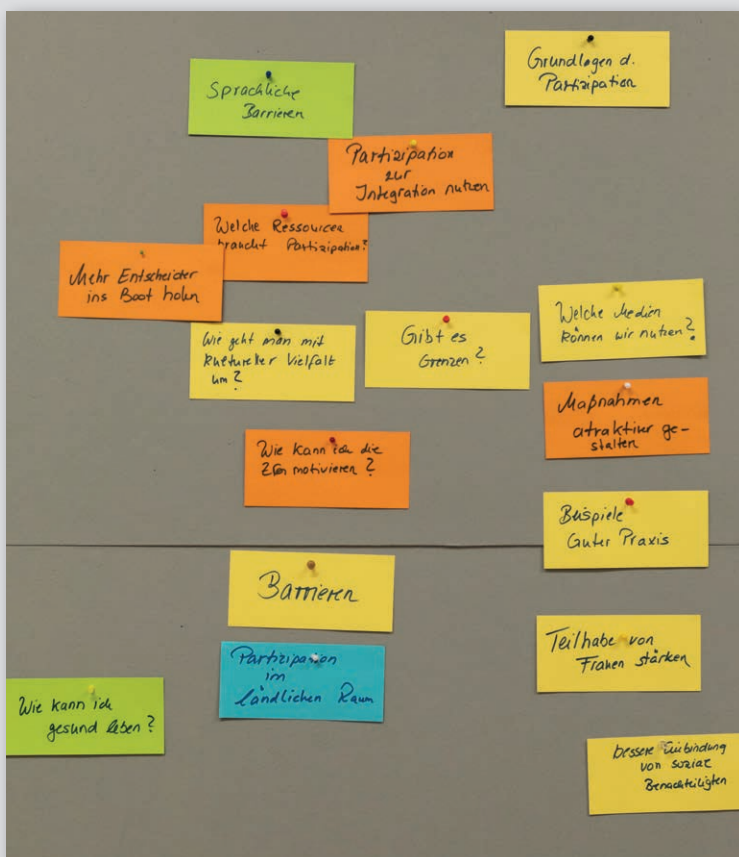 Sprachliche
Barrieren
Grundlagen d.
Partizipation
Partizipation
zur
Integration nutzen
Welche Ressourcen
braucht Partizipation?
Mehr Entscheider
ins Boot holen
Wie geht man mit
kultureller Vielfalt
um?
Gibt es
Grenzen?
Welche Medien
können wir nutzen?
Maßnahmen
atraktiver ge-
stalten
Wie kann ich die
ZGn motivieren?
Beispiele
Guter Praxis
Barrieren
Partizipation
im
ländlichen Raum
Teilhabe von
Frauen stärken
Wie kann ich
gesund leben?
bessere Einbindung
von sozial
Benachteiligten